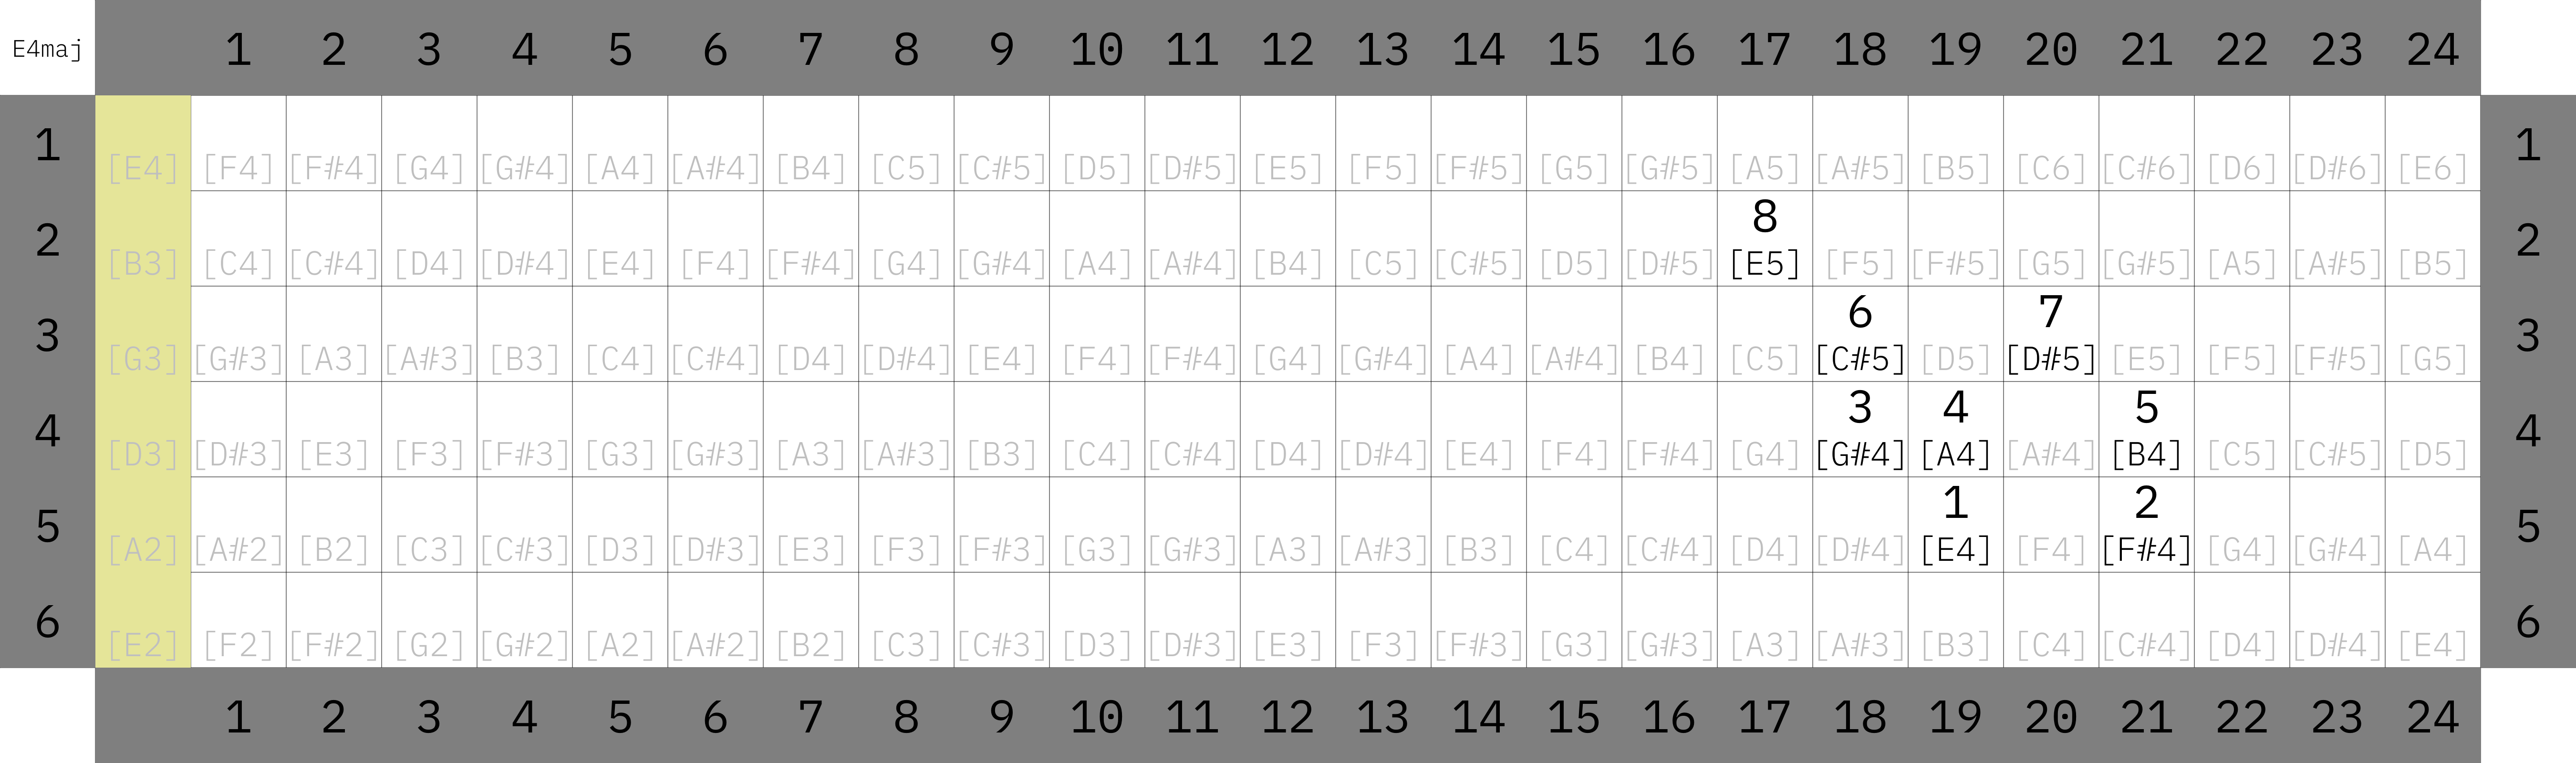 E4maj 1 2 3 4 5 6 7 8 9 10 11 12 13 14 15 16 17 18 19 20 21 22 23 24
1 [E4] [F4] [F#4] [G4] [G#4] [A4] [A#4] [B4] [C5] [C#5] [D5] [D#5] [E5] [F5] [F#5] [G5] [G#5] [A5] [A#5] [B5] [C6] [C#6] [D6] [D#6] [E6] 1
8
2 [B3] [C4] [C#4] [D4] [D#4] [E4] [F4] [F#4] [G4] [G#4] [A4] [A#4] [B4] [C5] [C#5] [D5] [D#5] [E5] [F5] [F#5] [G5] [G#5] [A5] [A#5] [B5] 2
6 7
3 [G3] [G#3] [A3] [A#3] [B3] [C4] [C#4] [D4] [D#4] [E4] [F4] [F#4] [G4] [G#4] [A4] [A#4] [B4] [C5] [C#5] [D5] [D#5] [E5] [F5] [F#5] [G5] 3
3 4 5
4 [D3] [D#3] [E3] [F3] [F#3] [G3] [G#3] [A3] [A#3] [B3] [C4] [C#4] [D4] [D#4] [E4] [F4] [F#4] [G4] [G#4] [A4] [A#4] [B4] [C5] [C#5] [D5] 4
1 2
5 [A2] [A#2] [B2] [C3] [C#3] [D3] [D#3] [E3] [F3] [F#3] [G3] [G#3] [A3] [A#3] [B3] [C4] [C#4] [D4] [D#4] [E4] [F4] [F#4] [G4] [G#4] [A4] 5
6 [E2] [F2] [F#2] [G2] [G#2] [A2] [A#2] [B2] [C3] [C#3] [D3] [D#3] [E3] [F3] [F#3] [G3] [G#3] [A3] [A#3] [B3] [C4] [C#4] [D4] [D#4] [E4] 6
1 2 3 4 5 6 7 8 9 10 11 12 13 14 15 16 17 18 19 20 21 22 23 24